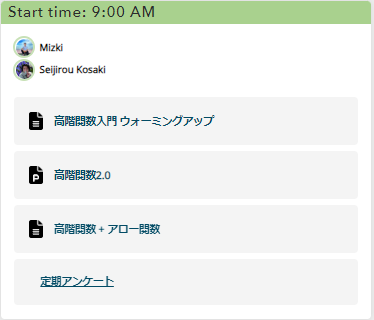 Start time: 9:00 AM
Mizki
Seijirou Kosaki
高階関数入門 ウォーミングアップ
高階関数2.0
高階関数 + アロー関数
定期アンケート